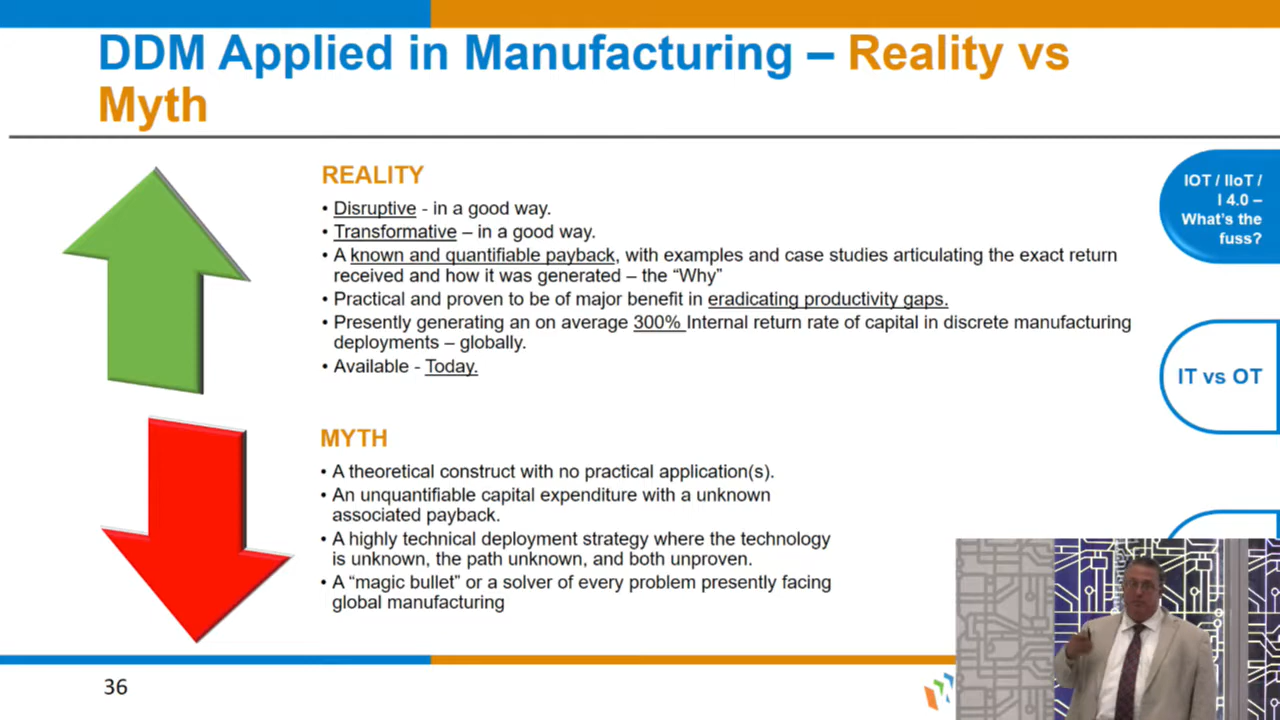 DDM Applied in Manufacturing – Reality vs
Myth
REALITY
• Disruptive - in a good way.
• Transformative – in a good way.
• A known and quantifiable payback, with examples and case studies articulating the exact return
received and how it was generated – the “Why”
• Practical and proven to be of major benefit in eradicating productivity gaps.
• Presently generating an on average 300% Internal return rate of capital in discrete manufacturing
deployments – globally.
• Available - Today.
MYTH
• A theoretical construct with no practical application(s).
• An unquantifiable capital expenditure with a unknown
associated payback.
• A highly technical deployment strategy where the technology
is unknown, the path unknown, and both unproven.
• A “magic bullet” or a solver of every problem presently facing
global manufacturing
IOT / IIoT /
I 4.0 –
What's the
fuss?
IT vs OT
36